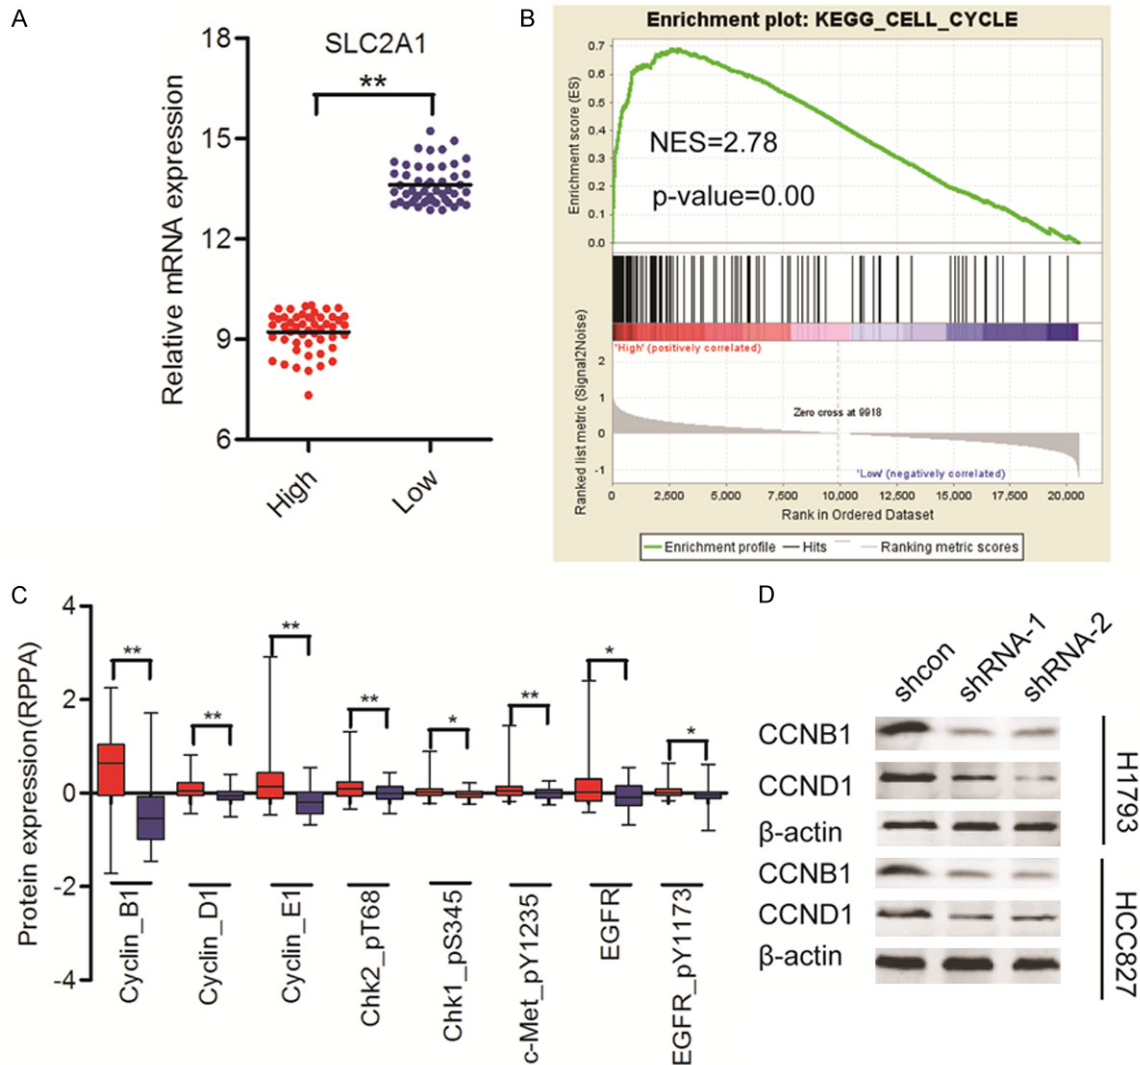 A
SLC2A1
**
Relative mRNA expression
18
15
12
9
6
High
Low
B
Enrichment plot: KEGG_CELL_CYCLE
Enrichment score (ES)
0.7
0.6
0.5
0.4
0.3
0.2
0.1
0.0
NES=2.78
p-value=0.00
Ranked list metric (Signal2Noise)
'High' (positively correlated)
2
1
0
-1
Zero cross at 9918
'Low' (negatively correlated)
0 2,500 5,000 7,500 10,000 12,500 15,000 17,500 20,000
Rank in Ordered Dataset
Enrichment profile Hits Ranking metric scores
C
Protein expression(RPPA)
4
2
0
-2
-4
** ** ** ** * ** * *
Cyclin_B1
Cyclin_D1
Cyclin_E1
Chk2_pT68
Chk1_pS345
c-Met_pY1235
EGFR
EGFR_pY1173
D
shcon
shRNA-1
shRNA-2
CCNB1
CCND1
β-actin
H1793
CCNB1
CCND1
β-actin
HCC827